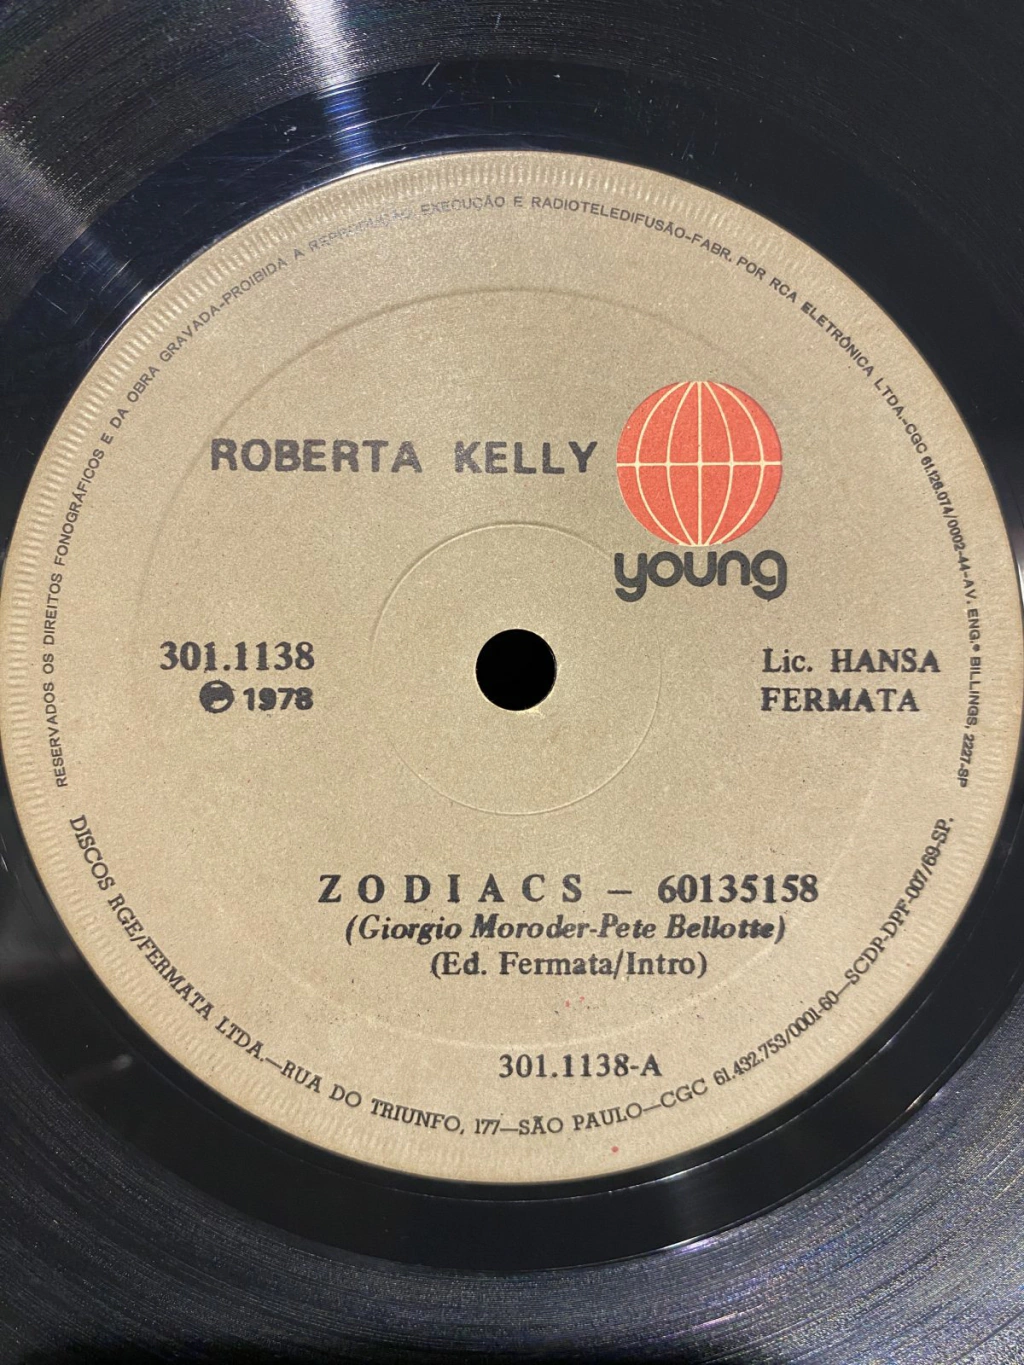 RESERVADOS OS DIREITOS FONOGRÁFICOS E DA OBRA GRAVADA-PROIBIDA A REPRODUÇÃO, EXECUÇÃO E RADIOTELEDIFUSÃO-FABR. POR RCA ELETRÔNICA LTDA.-CGC 61.126.074/0002-44-AV. ENG.º BILLINGS, 2227-SP
ROBERTA KELLY
young
301.1138
℗ 1978
Lic. HANSA
FERMATA
ZODIACS – 60135158
(Giorgio Moroder-Pete Bellotte)
(Ed. Fermata/Intro)
301.1138-A
DISCOS RGE/FERMATA LTDA.—RUA DO TRIUNFO, 177—SÃO PAULO—CGC 61.432.753/0001-60—SCDP-DPF-007/69-SP.